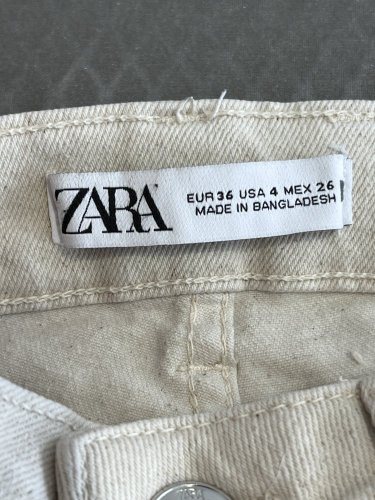 ZARA
EUR 36 USA 4 MEX 26
MADE IN BANGLADESH